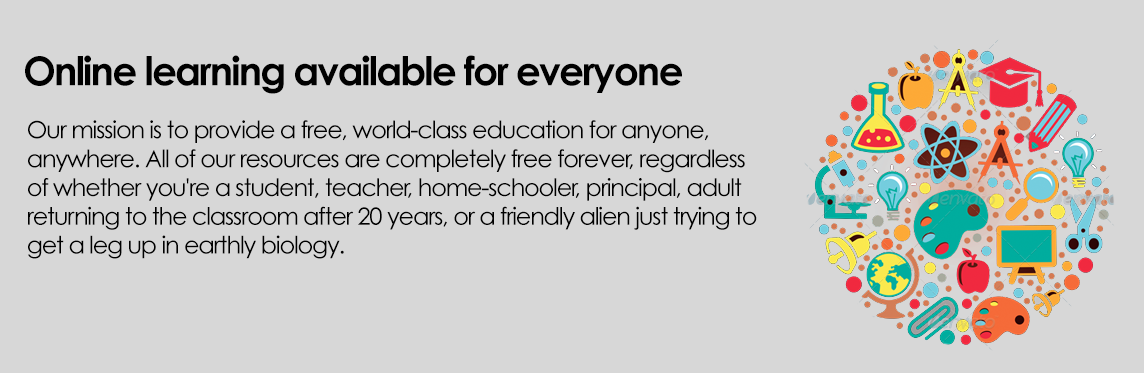 Online learning available for everyone
Our mission is to provide a free, world-class education for anyone,
anywhere. All of our resources are completely free forever, regardless
of whether you're a student, teacher, home-schooler, principal, adult
returning to the classroom after 20 years, or a friendly alien just trying to
get a leg up in earthly biology.